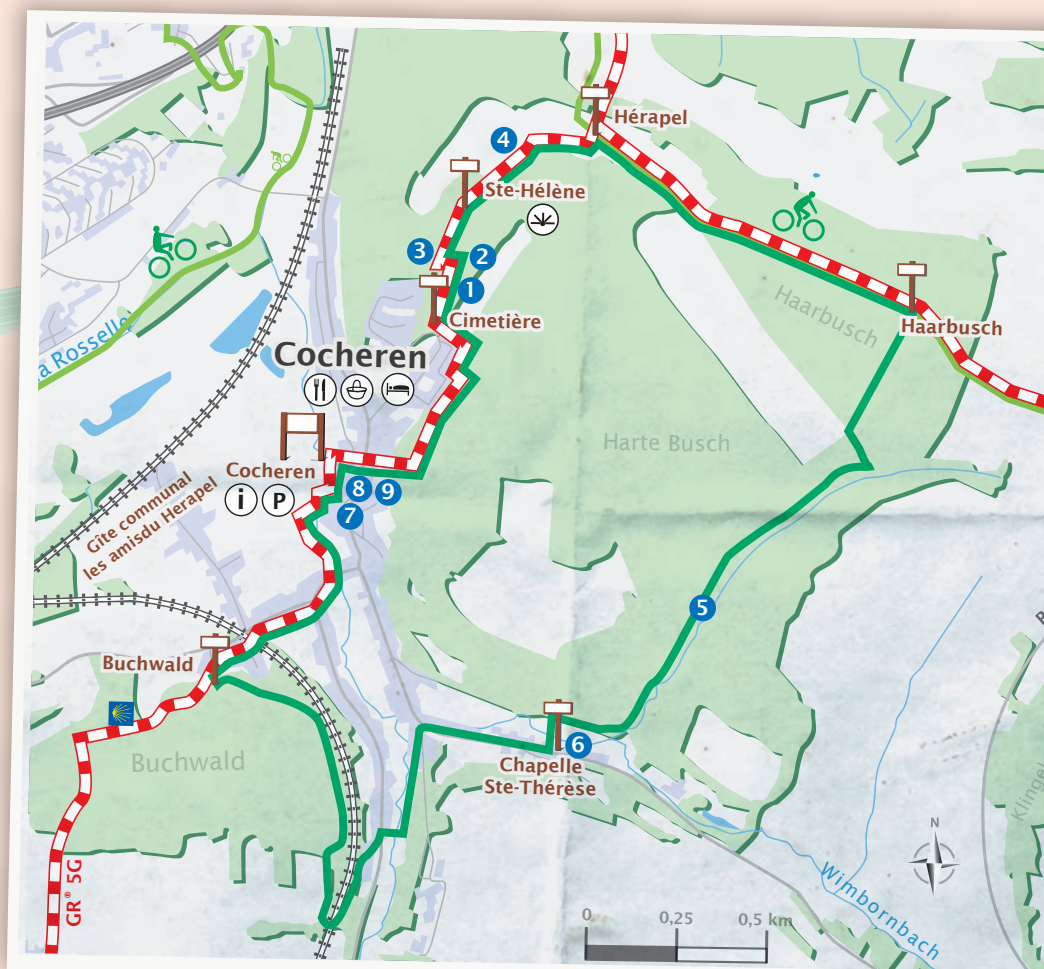 Hérapel
4
Ste-Hélène
3
2
1
Cimetière
Haarbusch
Haarbusch
a Rosselle
Cocheren
Harte Busch
Cocheren
i
P
8
9
7
Gîte communal
les amisdu Herapel
5
Buchwald
Buchwald
6
Chapelle
Ste-Thérèse
GR® 5G
Wimbornbach
Klingel
N
0
0,25
0,5 km